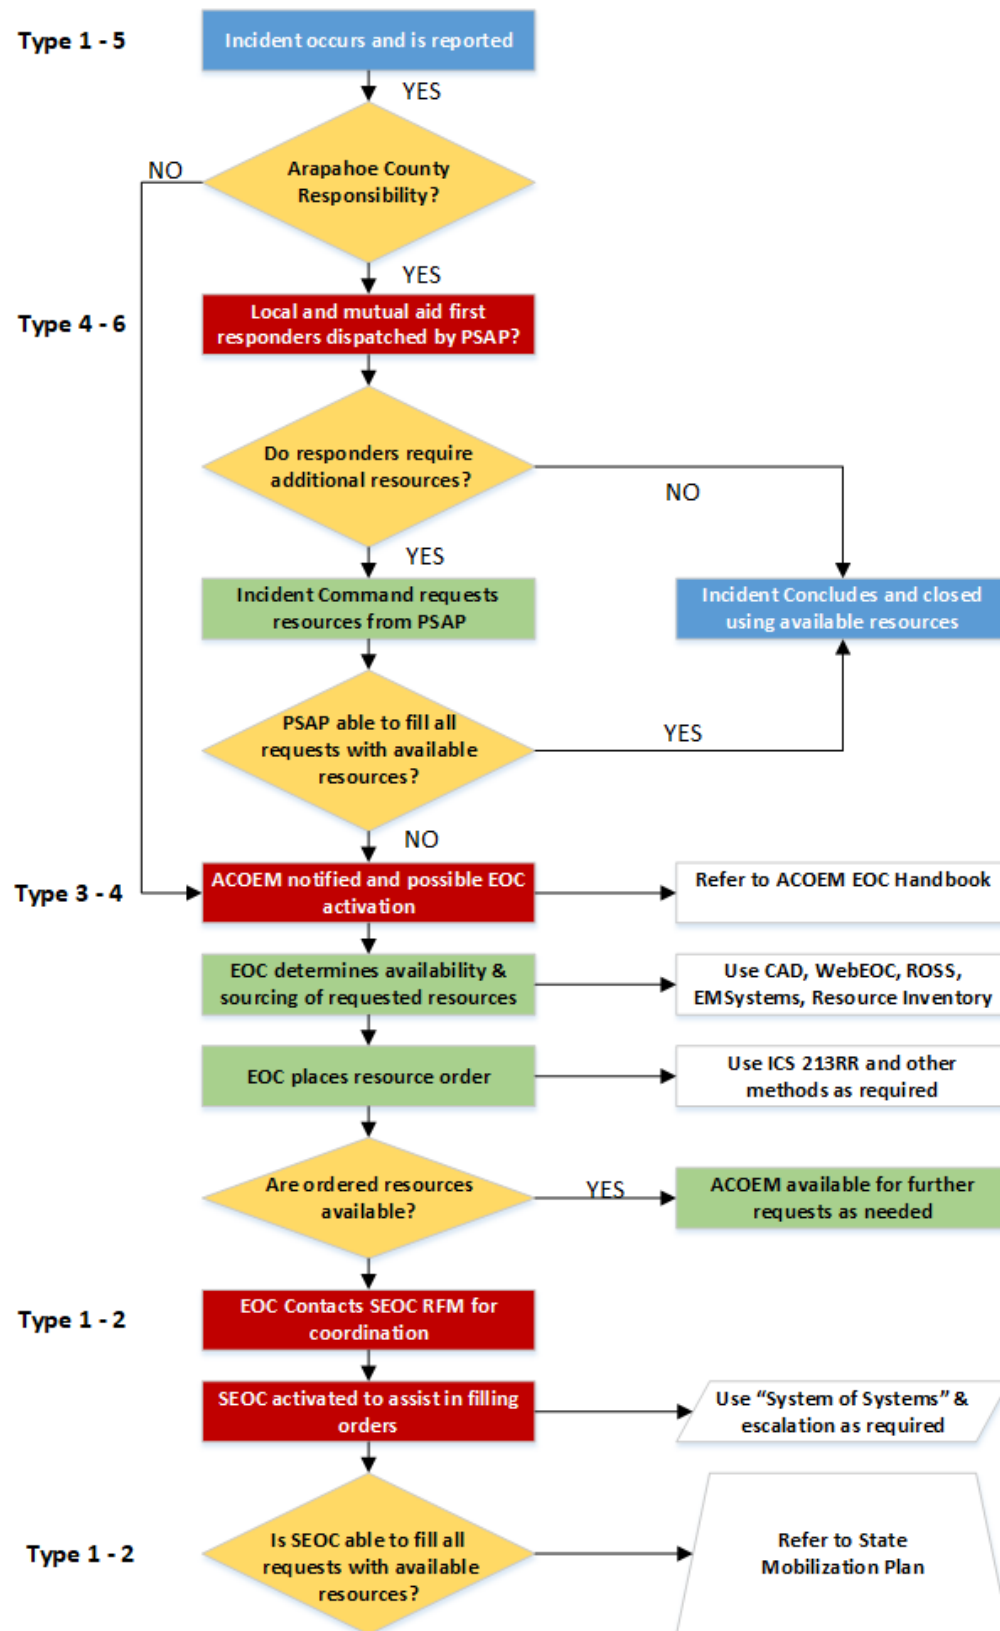 Type 1 - 5
Incident occurs and is reported
YES
Arapahoe County
Responsibility?
NO
YES
Type 4 - 6
Local and mutual aid first
responders dispatched by PSAP?
Do responders require
additional resources?
NO
YES
Incident Command requests
resources from PSAP
Incident Concludes and closed
using available resources
PSAP able to fill all
requests with available
resources?
YES
NO
Type 3 - 4
ACOEM notified and possible EOC
activation
Refer to ACOEM EOC Handbook
EOC determines availability &
sourcing of requested resources
Use CAD, WebEOC, ROSS,
EMSystems, Resource Inventory
EOC places resource order
Use ICS 213RR and other
methods as required
Are ordered resources
available?
YES
ACOEM available for further
requests as needed
Type 1 - 2
EOC Contacts SEOC RFM for
coordination
SEOC activated to assist in filling
orders
Use “System of Systems” &
escalation as required
Type 1 - 2
Is SEOC able to fill all
requests with available
resources?
Refer to State
Mobilization Plan